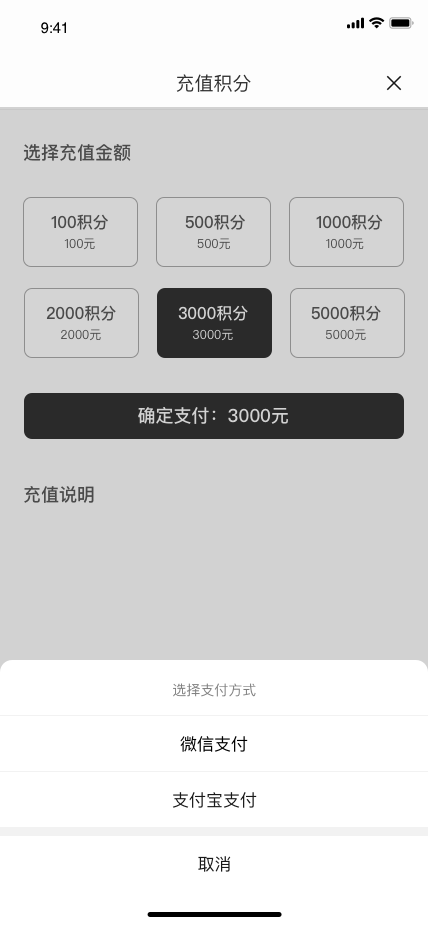 9:41
充值积分
选择充值金额
100积分 500积分 1000积分
100元 500元 1000元
2000积分 3000积分 5000积分
2000元 3000元 5000元
确定支付：3000元
充值说明
选择支付方式
微信支付
支付宝支付
取消